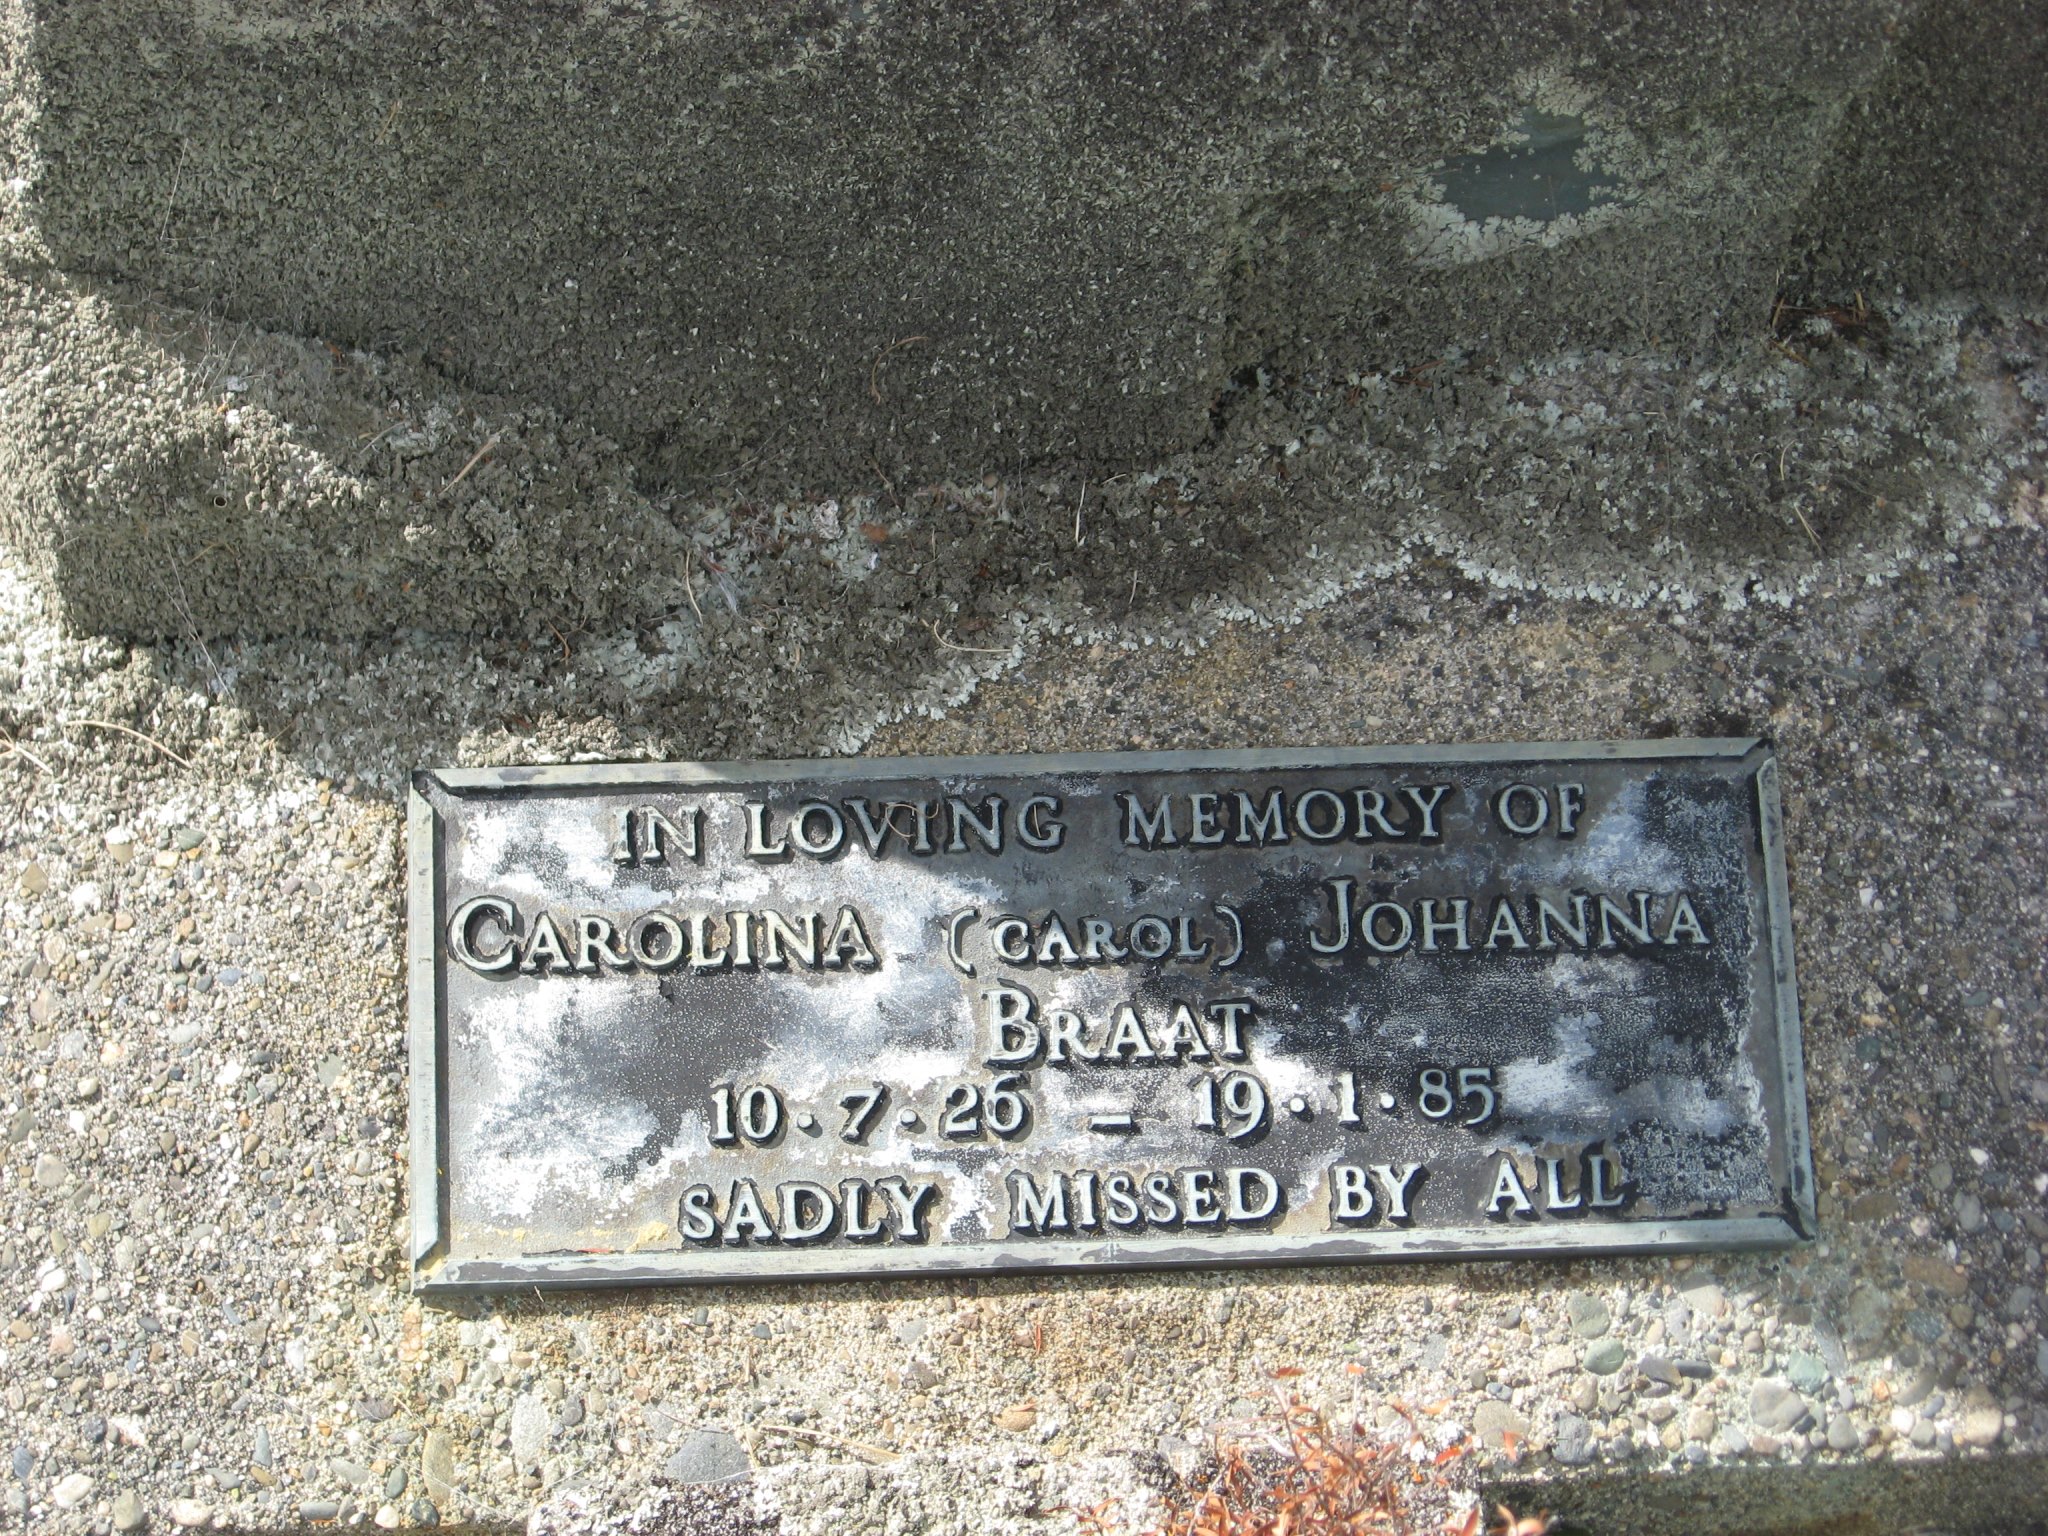 IN LOVING MEMORY OF
CAROLINA (CAROL) JOHANNA
BRAAT
10·7·26 – 19·1·85
SADLY MISSED BY ALL